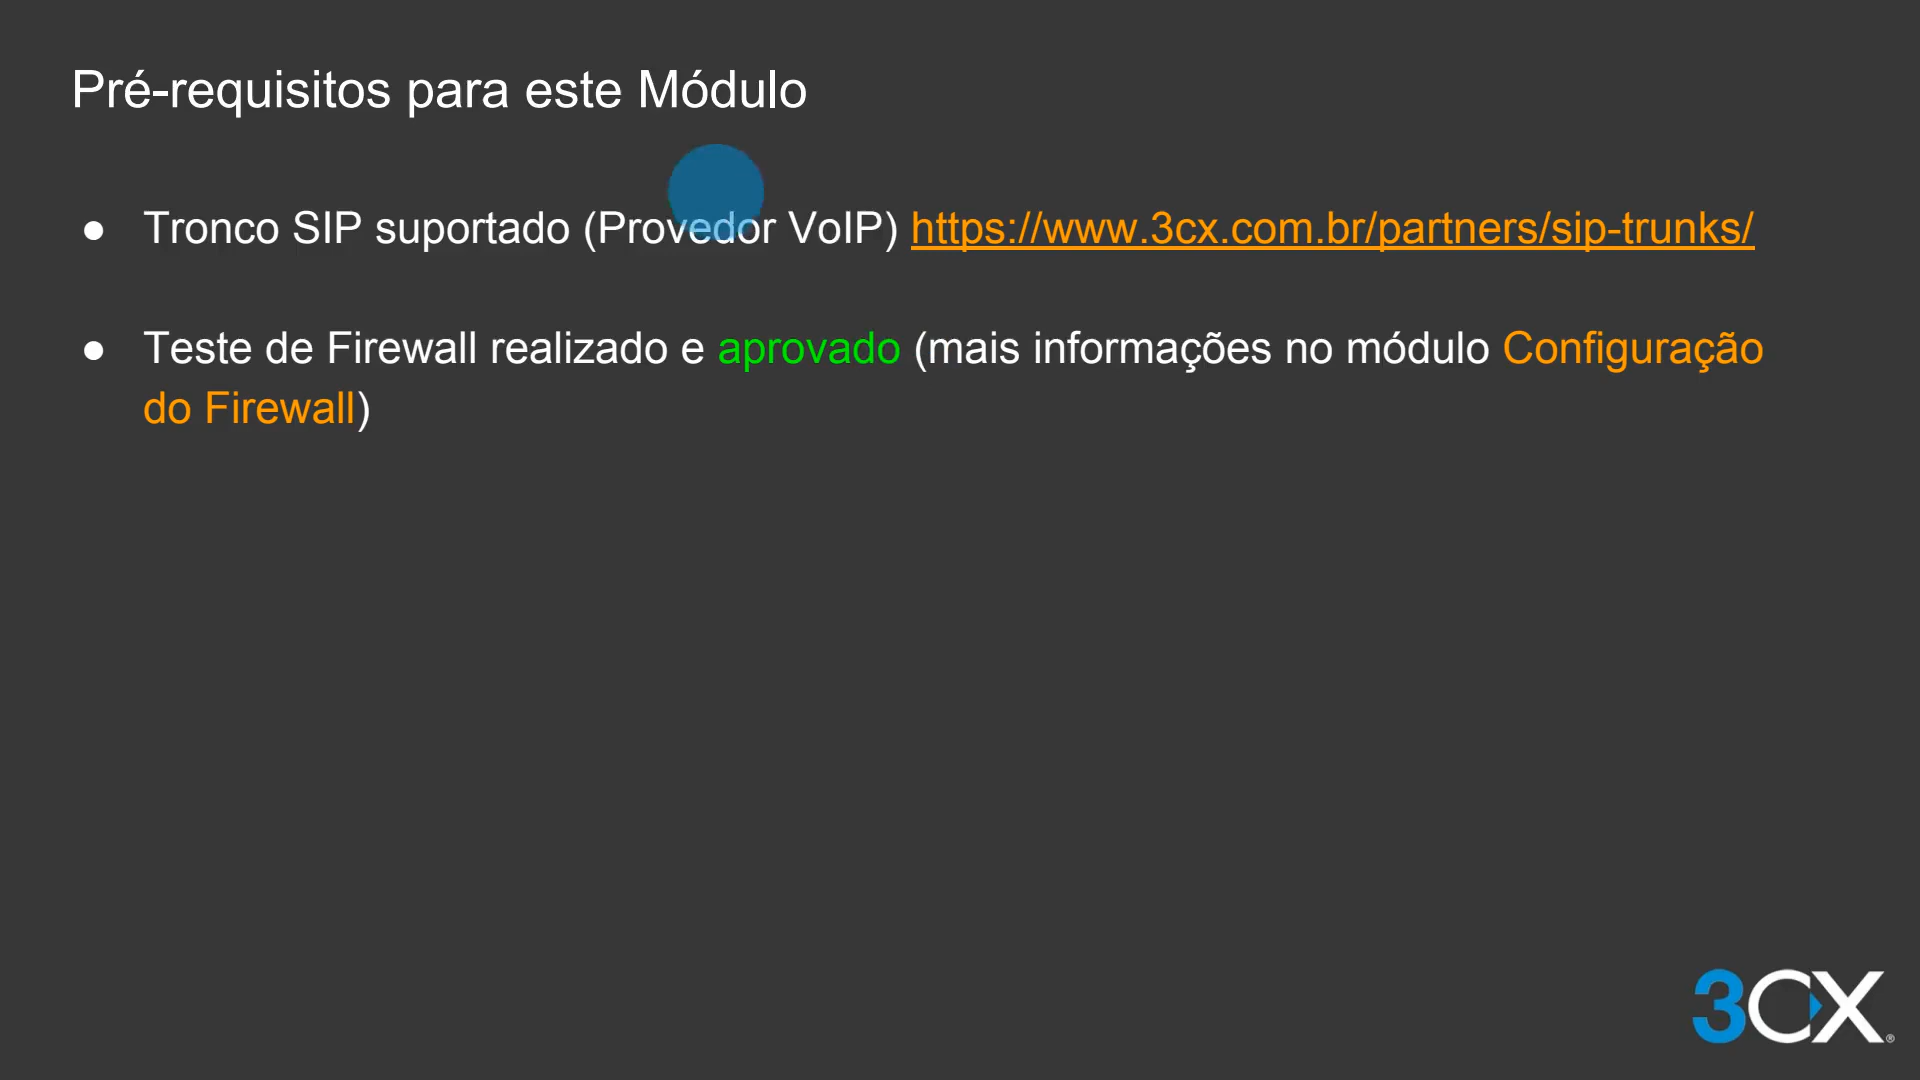 Pré-requisitos para este Módulo
● Tronco SIP suportado (Provedor VoIP) https://www.3cx.com.br/partners/sip-trunks/
● Teste de Firewall realizado e aprovado (mais informações no módulo Configuração
do Firewall)
3CX®